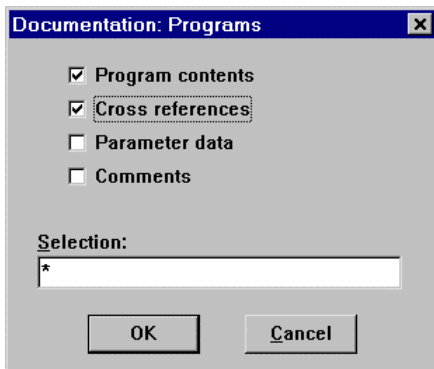 Documentation: Programs
Program contents
Cross references
Parameter data
Comments
Selection:
*
OK Cancel